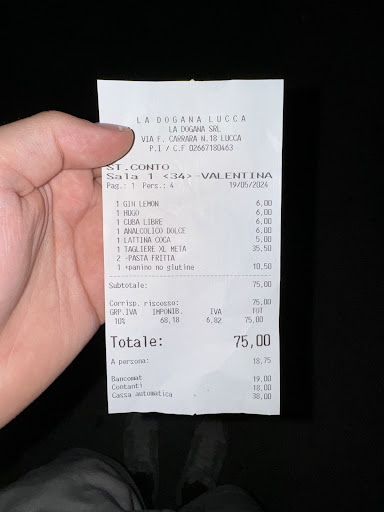 LA DOGANA LUCCA
LA DOGANA SRL
VIA F. CARRARA N.18 LUCCA
P.I / C.F 02667180463
ST.CONTO
Sala 1 <34>-VALENTINA
Pag.: 1 Pers.: 4 19/05/2024
1 GIN LEMON 6,00
1 HUGO 6,00
1 CUBA LIBRE 6,00
1 ANALCOLICO DOLCE 6,00
1 LATTINA COCA 5,00
1 TAGLIERE XL META 35,50
2 -PASTA FRITTA
1 +panino no glutine 10,50
Subtotale: 75,00
Corrisp. riscosso: 75,00
GRP.IVA IMPONIB. IVA TOT
10% 68,18 6,82 75,00
Totale: 75,00
A persona: 18,75
Bancomat 19,00
Contanti 18,00
Cassa automatica 38,00